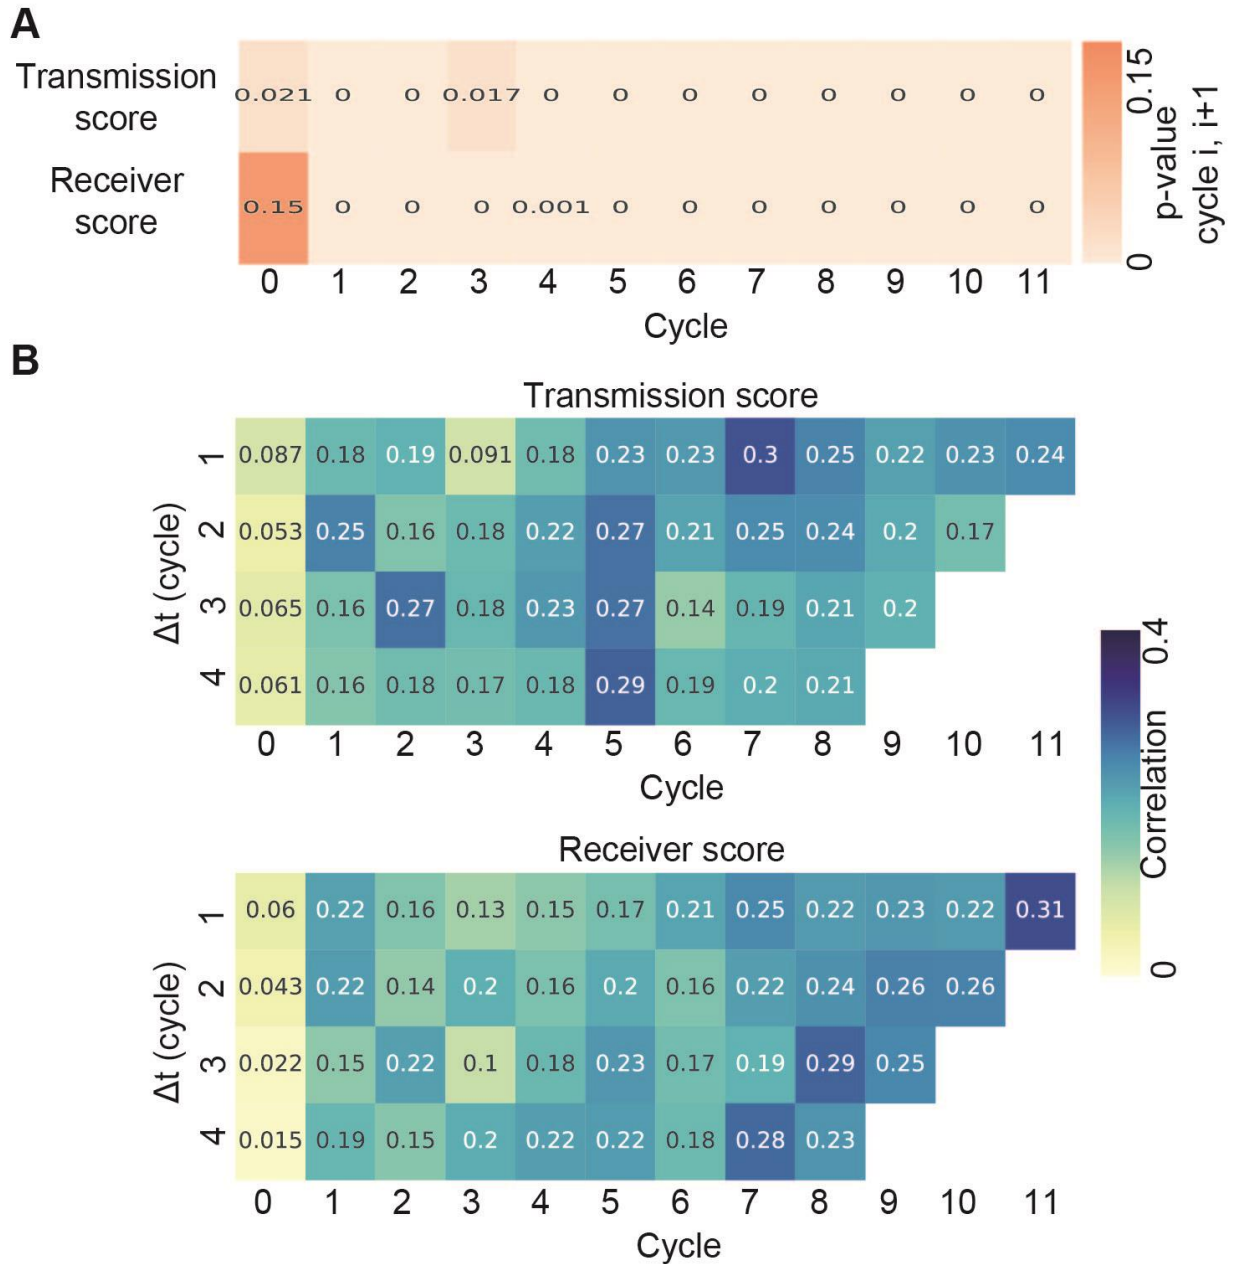 A
Transmission
score
0.021 0 0 0.017 0 0 0 0 0 0 0 0
Receiver
score
0.15 0 0 0 0.001 0 0 0 0 0 0 0
0 1 2 3 4 5 6 7 8 9 10 11
Cycle
0 0.15
p-value
cycle i, i+1
B
Transmission score
Δt (cycle)
1 0.087 0.18 0.19 0.091 0.18 0.23 0.23 0.3 0.25 0.22 0.23 0.24
2 0.053 0.25 0.16 0.18 0.22 0.27 0.21 0.25 0.24 0.2 0.17
3 0.065 0.16 0.27 0.18 0.23 0.27 0.14 0.19 0.21 0.2
4 0.061 0.16 0.18 0.17 0.18 0.29 0.19 0.2 0.21
0 1 2 3 4 5 6 7 8 9 10 11
Cycle
0 0.4
Correlation
Receiver score
Δt (cycle)
1 0.06 0.22 0.16 0.13 0.15 0.17 0.21 0.25 0.22 0.23 0.22 0.31
2 0.043 0.22 0.14 0.2 0.16 0.2 0.16 0.22 0.24 0.26 0.26
3 0.022 0.15 0.22 0.1 0.18 0.23 0.17 0.19 0.29 0.25
4 0.015 0.19 0.15 0.2 0.22 0.22 0.18 0.28 0.23
0 1 2 3 4 5 6 7 8 9 10 11
Cycle